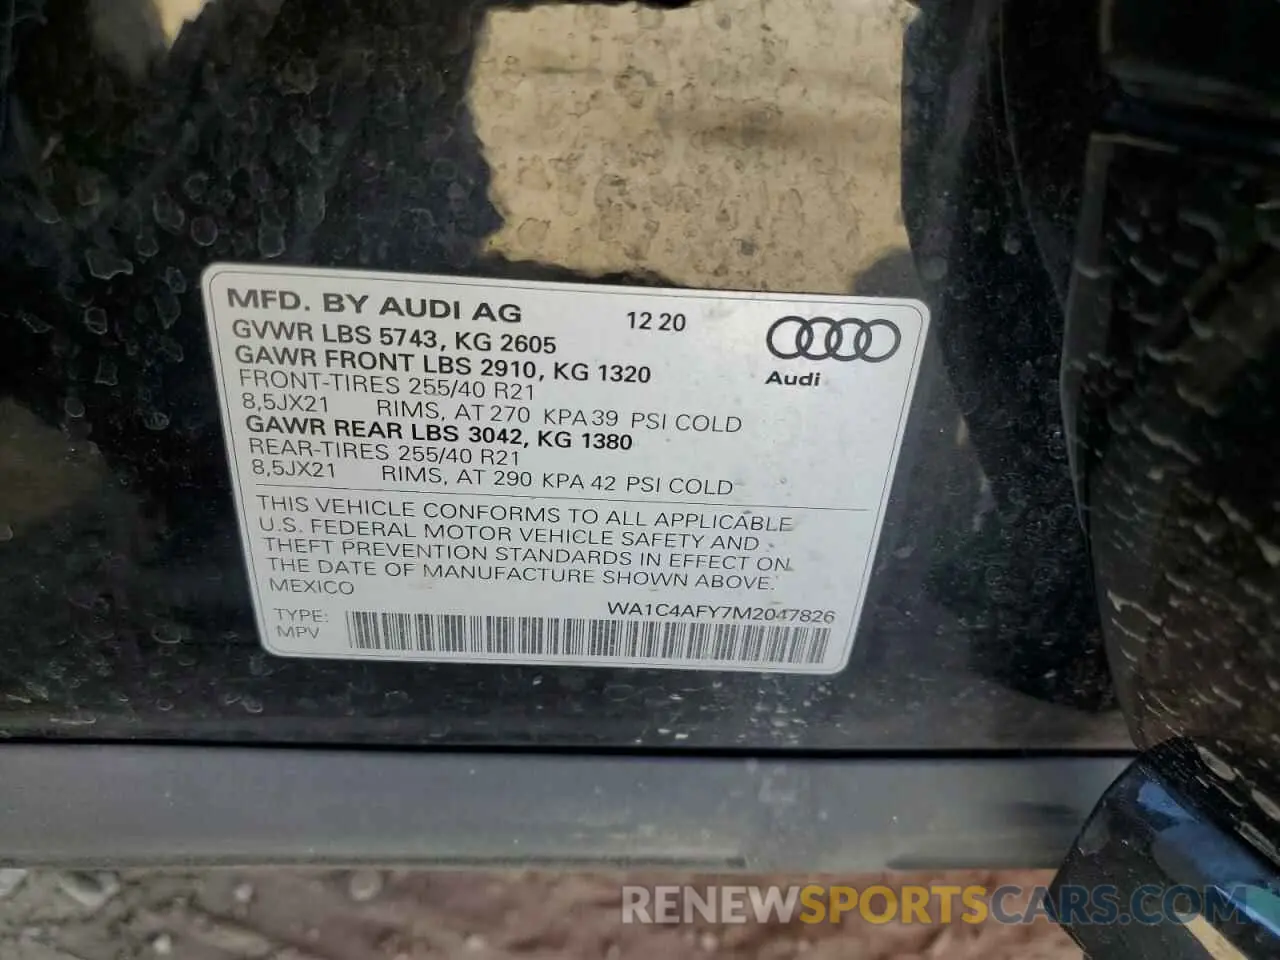 MFD. BY AUDI AG 12 20
GVWR LBS 5743, KG 2605
GAWR FRONT LBS 2910, KG 1320
FRONT-TIRES 255/40 R21
8,5JX21 RIMS, AT 270 KPA 39 PSI COLD
GAWR REAR LBS 3042, KG 1380
REAR-TIRES 255/40 R21
8,5JX21 RIMS, AT 290 KPA 42 PSI COLD
Audi
THIS VEHICLE CONFORMS TO ALL APPLICABLE
U.S. FEDERAL MOTOR VEHICLE SAFETY AND
THEFT PREVENTION STANDARDS IN EFFECT ON
THE DATE OF MANUFACTURE SHOWN ABOVE.
MEXICO
WA1C4AFY7M2047826
TYPE:
MPV
RENEWSPORTSCARS.COM